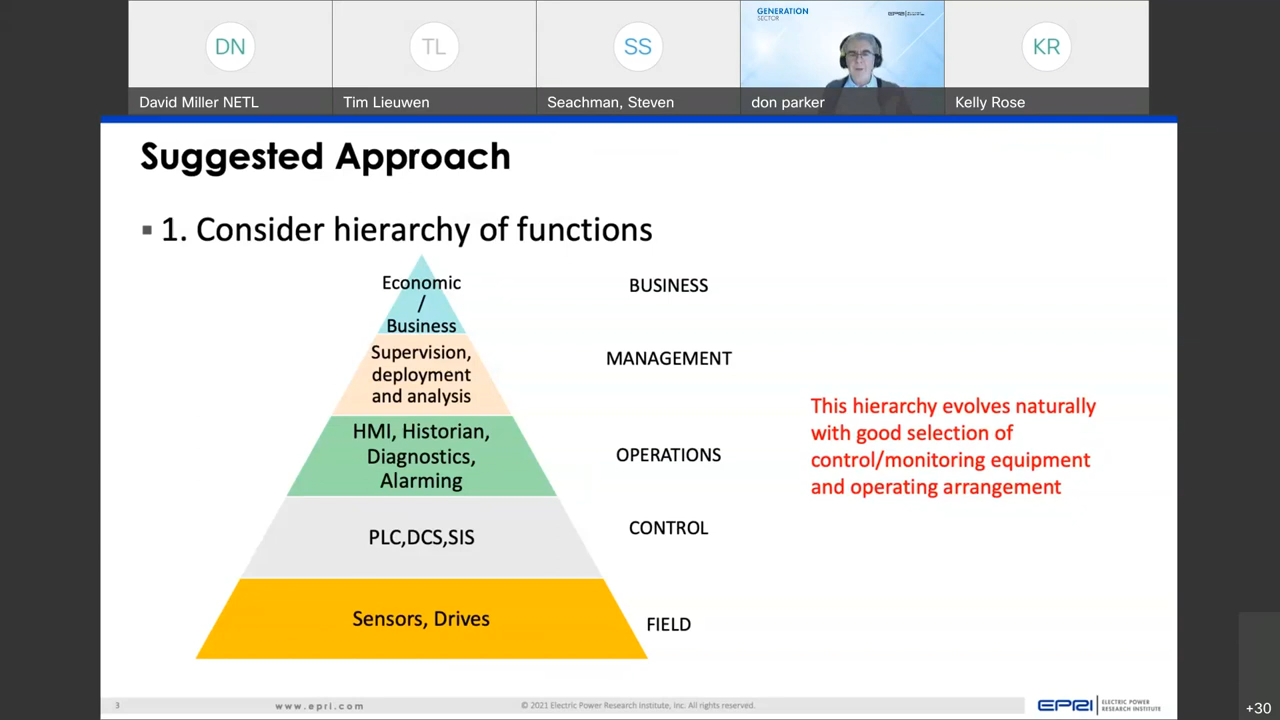 DN
TL
SS
GENERATION
SECTOR
EPRI
KR
David Miller NETL
Tim Lieuwen
Seachman, Steven
don parker
Kelly Rose
Suggested Approach
1. Consider hierarchy of functions
Economic
/
Business
BUSINESS
Supervision,
deployment
and analysis
MANAGEMENT
HMI, Historian,
Diagnostics,
Alarming
OPERATIONS
This hierarchy evolves naturally
with good selection of
control/monitoring equipment
and operating arrangement
PLC,DCS,SIS
CONTROL
Sensors, Drives
FIELD
3
www.epri.com
© 2021 Electric Power Research Institute, Inc. All rights reserved.
EPRI
ELECTRIC POWER
RESEARCH INSTITUTE
+30